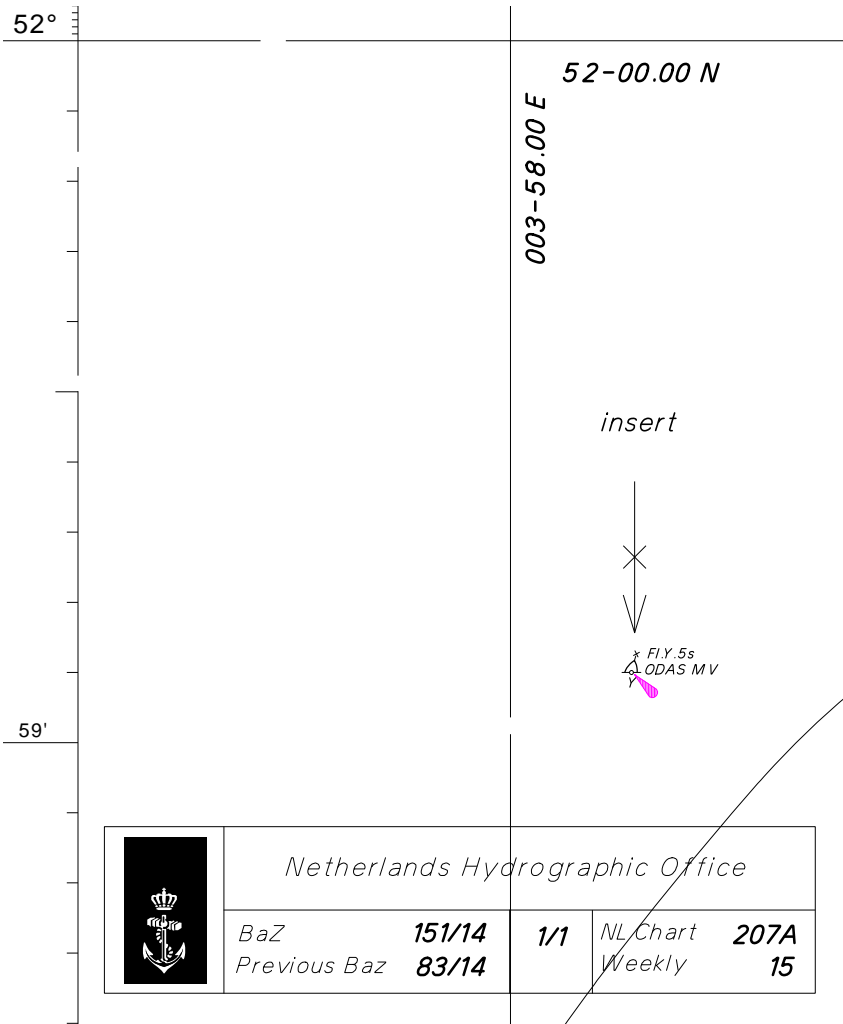 52°
52-00.00 N
003-58.00 E
insert
Fl.Y.5s
ODAS MV
Y
59'
Netherlands Hydrographic Office
BaZ 151/14 1/1 NL Chart 207A
Previous Baz 83/14 Weekly 15